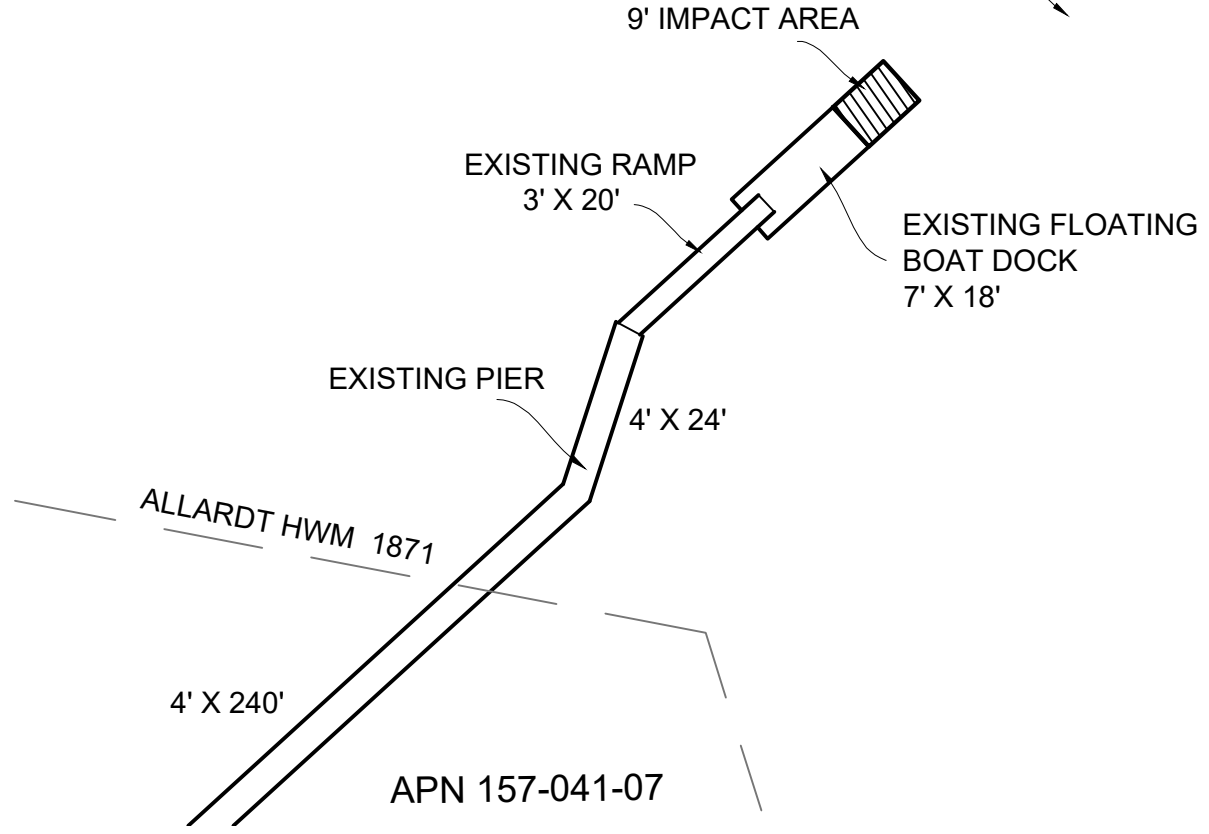 9' IMPACT AREA
EXISTING RAMP
3' X 20'
EXISTING FLOATING
BOAT DOCK
7' X 18'
EXISTING PIER
4' X 24'
ALLARDT HWM 1871
4' X 240'
APN 157-041-07